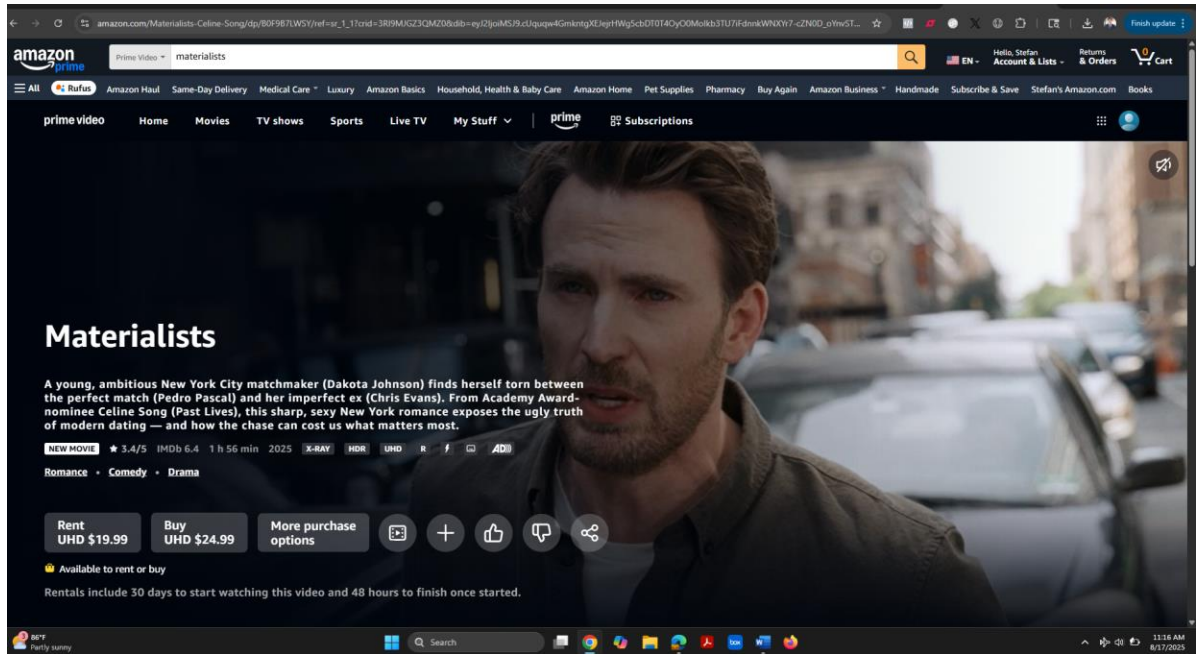 amazon.com/Materials-Celine-Song/dp/B0F9B7LWSY/ref=sr_1_1?
Finish update
amazon prime
Prime Video
materialists
EN
Hello, Stefan
Account & Lists
Returns
& Orders
0
Cart
All
Rufus
Amazon Haul
Same-Day Delivery
Medical Care
Luxury
Amazon Basics
Household, Health & Baby Care
Amazon Home
Pet Supplies
Pharmacy
Buy Again
Amazon Business
Handmade
Subscribe & Save
Stefan's Amazon.com
Books
prime video
Home
Movies
TV shows
Sports
Live TV
My Stuff
prime
Subscriptions
Materialists
A young, ambitious New York City matchmaker (Dakota Johnson) finds herself torn between
the perfect match (Pedro Pascal) and her imperfect ex (Chris Evans). From Academy Award-
nominee Celine Song (Past Lives), this sharp, sexy New York romance exposes the ugly truth
of modern dating — and how the chase can cost us what matters most.
NEW MOVIE ★ 3.4/5 IMDb 6.4 1 h 56 min 2025 X-RAY HDR UHD R AD
Romance • Comedy • Drama
Rent
UHD $19.99
Buy
UHD $24.99
More purchase
options
Available to rent or buy
Rentals include 30 days to start watching this video and 48 hours to finish once started.
3
86°F
Partly sunny
Search
11:16 AM
8/17/2025